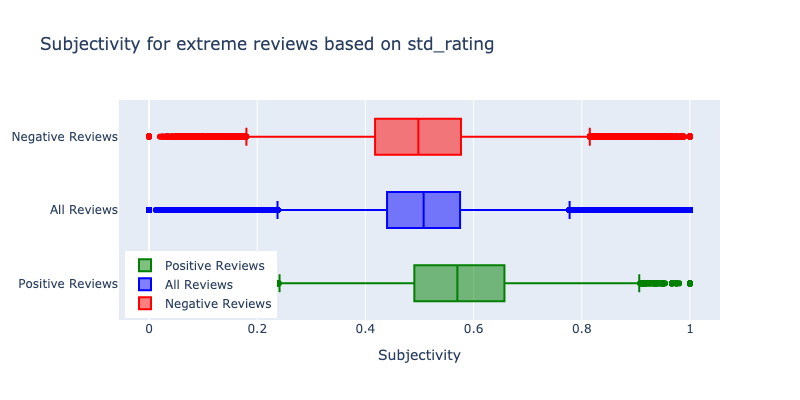 Subjectivity for extreme reviews based on std_rating
Negative Reviews
All Reviews
Positive Reviews
Positive Reviews
All Reviews
Negative Reviews
0 0.2 0.4 0.6 0.8 1
Subjectivity